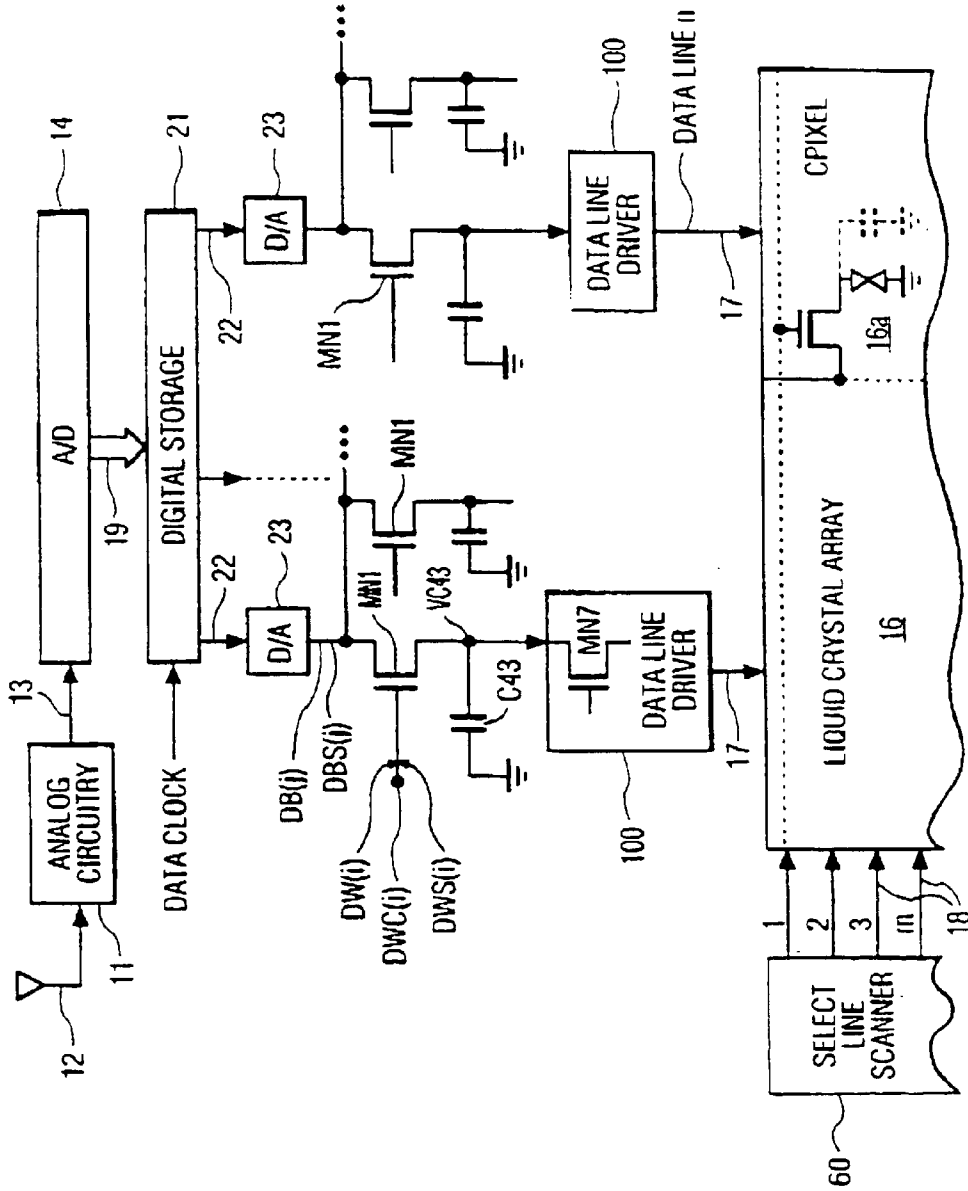 12
11
ANALOG
CIRCUITRY
13
A/D
14
19
DATA CLOCK
DIGITAL STORAGE
21
22
22
D/A
23
D/A
23
DB(j)
DBS(j)
MN1
MN1
MN1
DW(i)
DWC(i)
DWS(i)
VC43
C43
MN7
DATA LINE
DRIVER
100
DATA LINE
DRIVER
100
17
17
DATA LINE n
SELECT
LINE
SCANNER
60
1
2
3
m
18
LIQUID CRYSTAL ARRAY
16
16a
CPIXEL